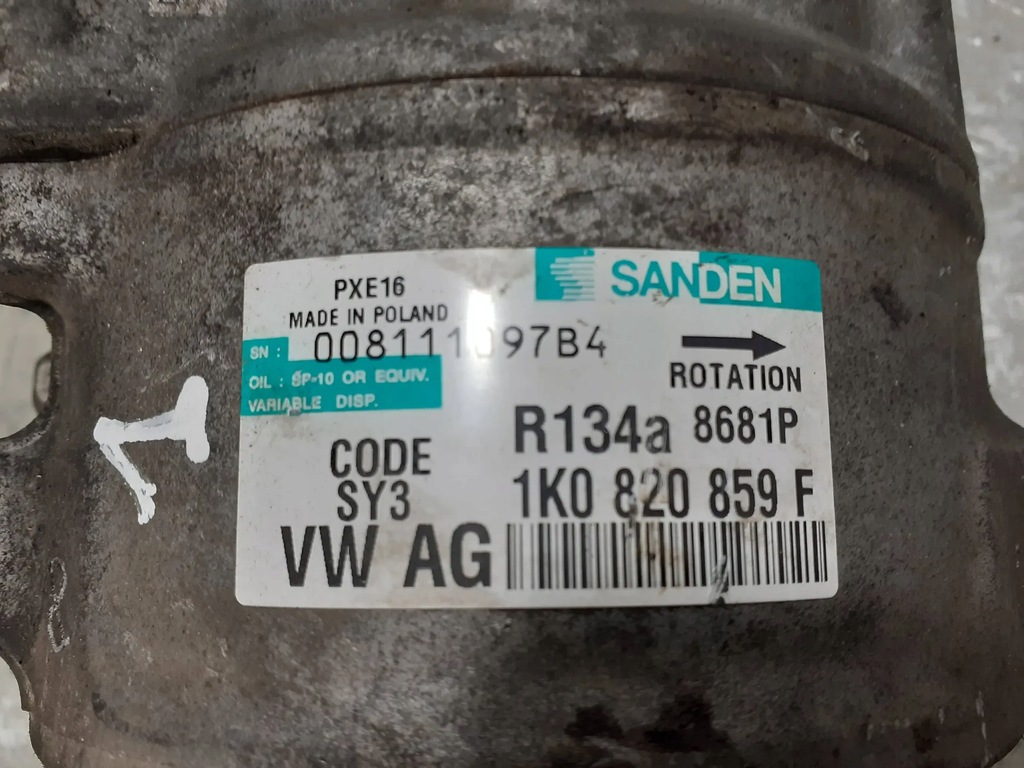 PXE16
SANDEN
MADE IN POLAND
SN :
OIL : SP-10 OR EQUIV.
VARIABLE DISP.
ROTATION
R134a 8681P
CODE
SY3
1K0 820 859 F
VW AG
1